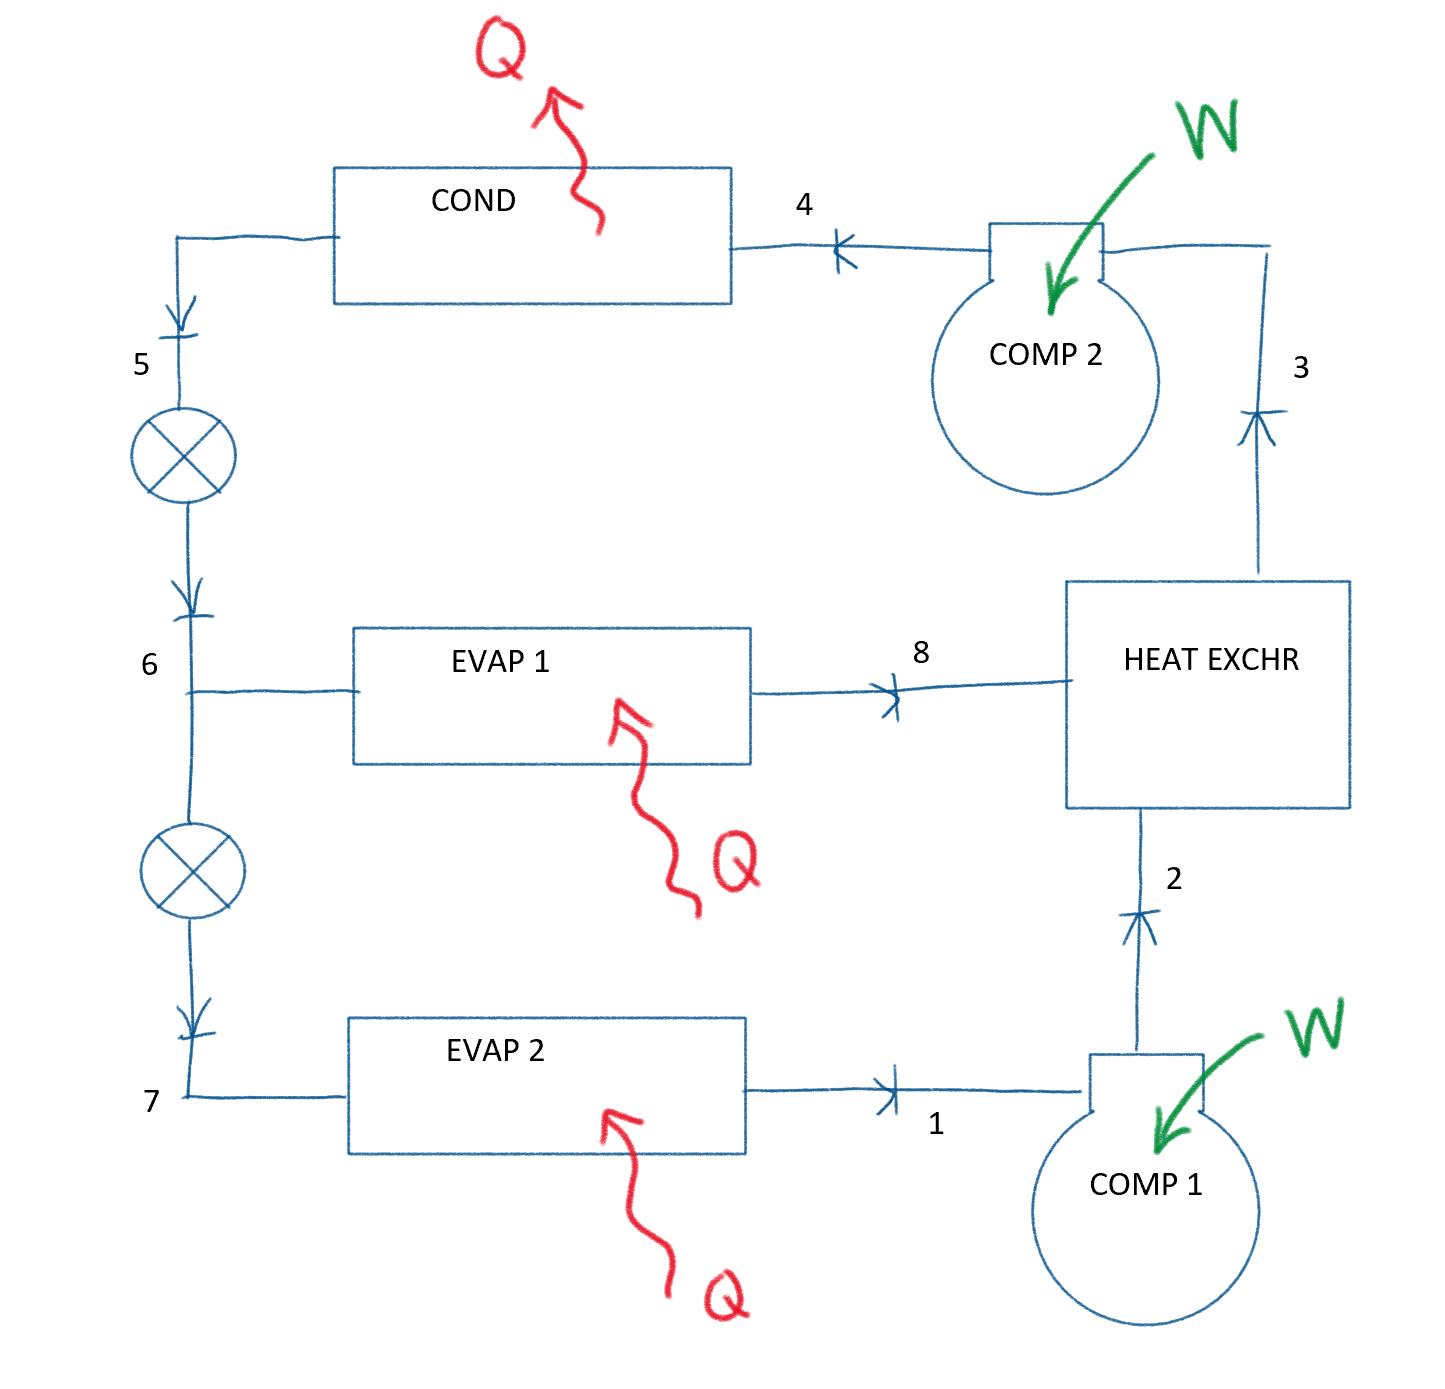 Q
W
COND
4
COMP 2
5
3
6
EVAP 1
8
HEAT EXCHR
Q
2
W
EVAP 2
7
1
COMP 1
Q